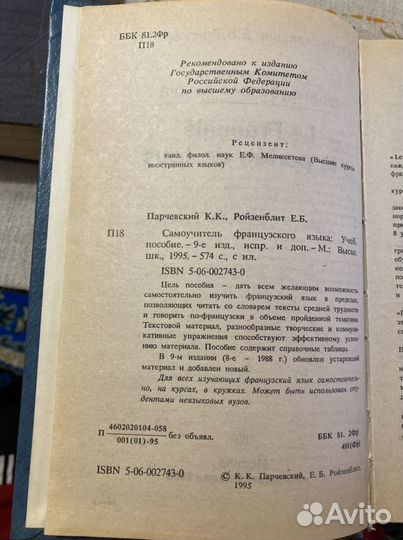 ББК 81.2Фр
П18
Рекомендовано к изданию
Государственным Комитетом
Российской Федерации
по высшему образованию
Рецензент:
канд. филол. наук Е.Ф. Меликсетова (Высшие курсы
иностранных языков)
Парчевский К.К., Ройзенблит Е.Б.
П18 Самоучитель французского языка: Учеб.
пособие.– 9-е изд., испр. и доп.– М.: Высш.
шк., 1995.– 574 с., с ил.
ISBN 5-06-002743-0
Цель пособия – дать всем желающим возможность
самостоятельно изучить французский язык в пределах,
позволяющих читать со словарем тексты средней трудности
и говорить по-французски в объеме пройденной тематики.
Текстовой материал, разнообразные творческие и коммуни-
кативные упражнения способствуют эффективному усво-
ению материала. Пособие содержит справочные таблицы.
В 9-м издании (8-е – 1988 г.) обновлен устаревший
материал и добавлен новый.
Для всех изучающих французский язык самостоятель-
но, на курсах, в кружках. Может быть использован сту-
дентами неязыковых вузов.
П 4602020104-058
001(01)-95 без объявл.
ББК 81.2Фр
4И(Фр)
ISBN 5-06-002743-0
© К. К. Парчевский, Е. Б. Ройзенблит,
1995
Avito